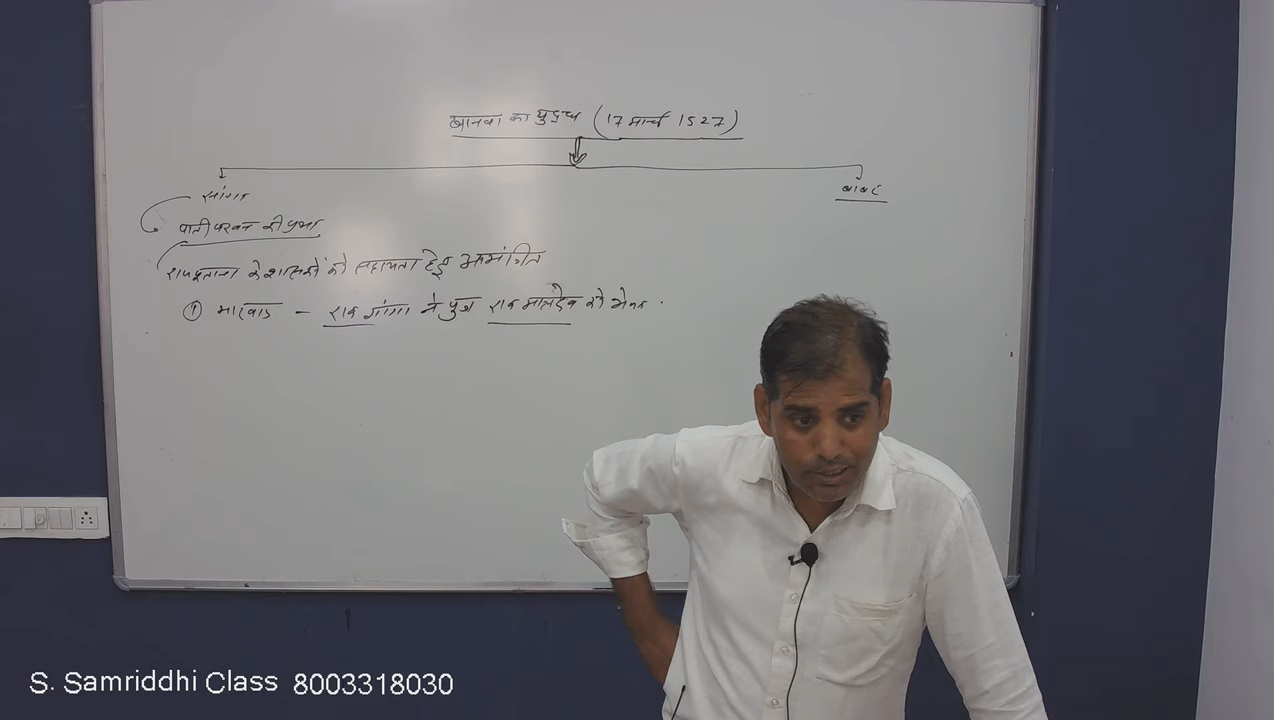 खानवा का युद्ध (17 मार्च 1527)
सांगा
बाबर
पाती परवन की प्रथा
राजपूताना के शासकों को सहायता हेतु आमंत्रित
① मारवाड़ - राव गांगा ने पुत्र राव मालदेव को भेजा .
S. Samriddhi Class 8003318030